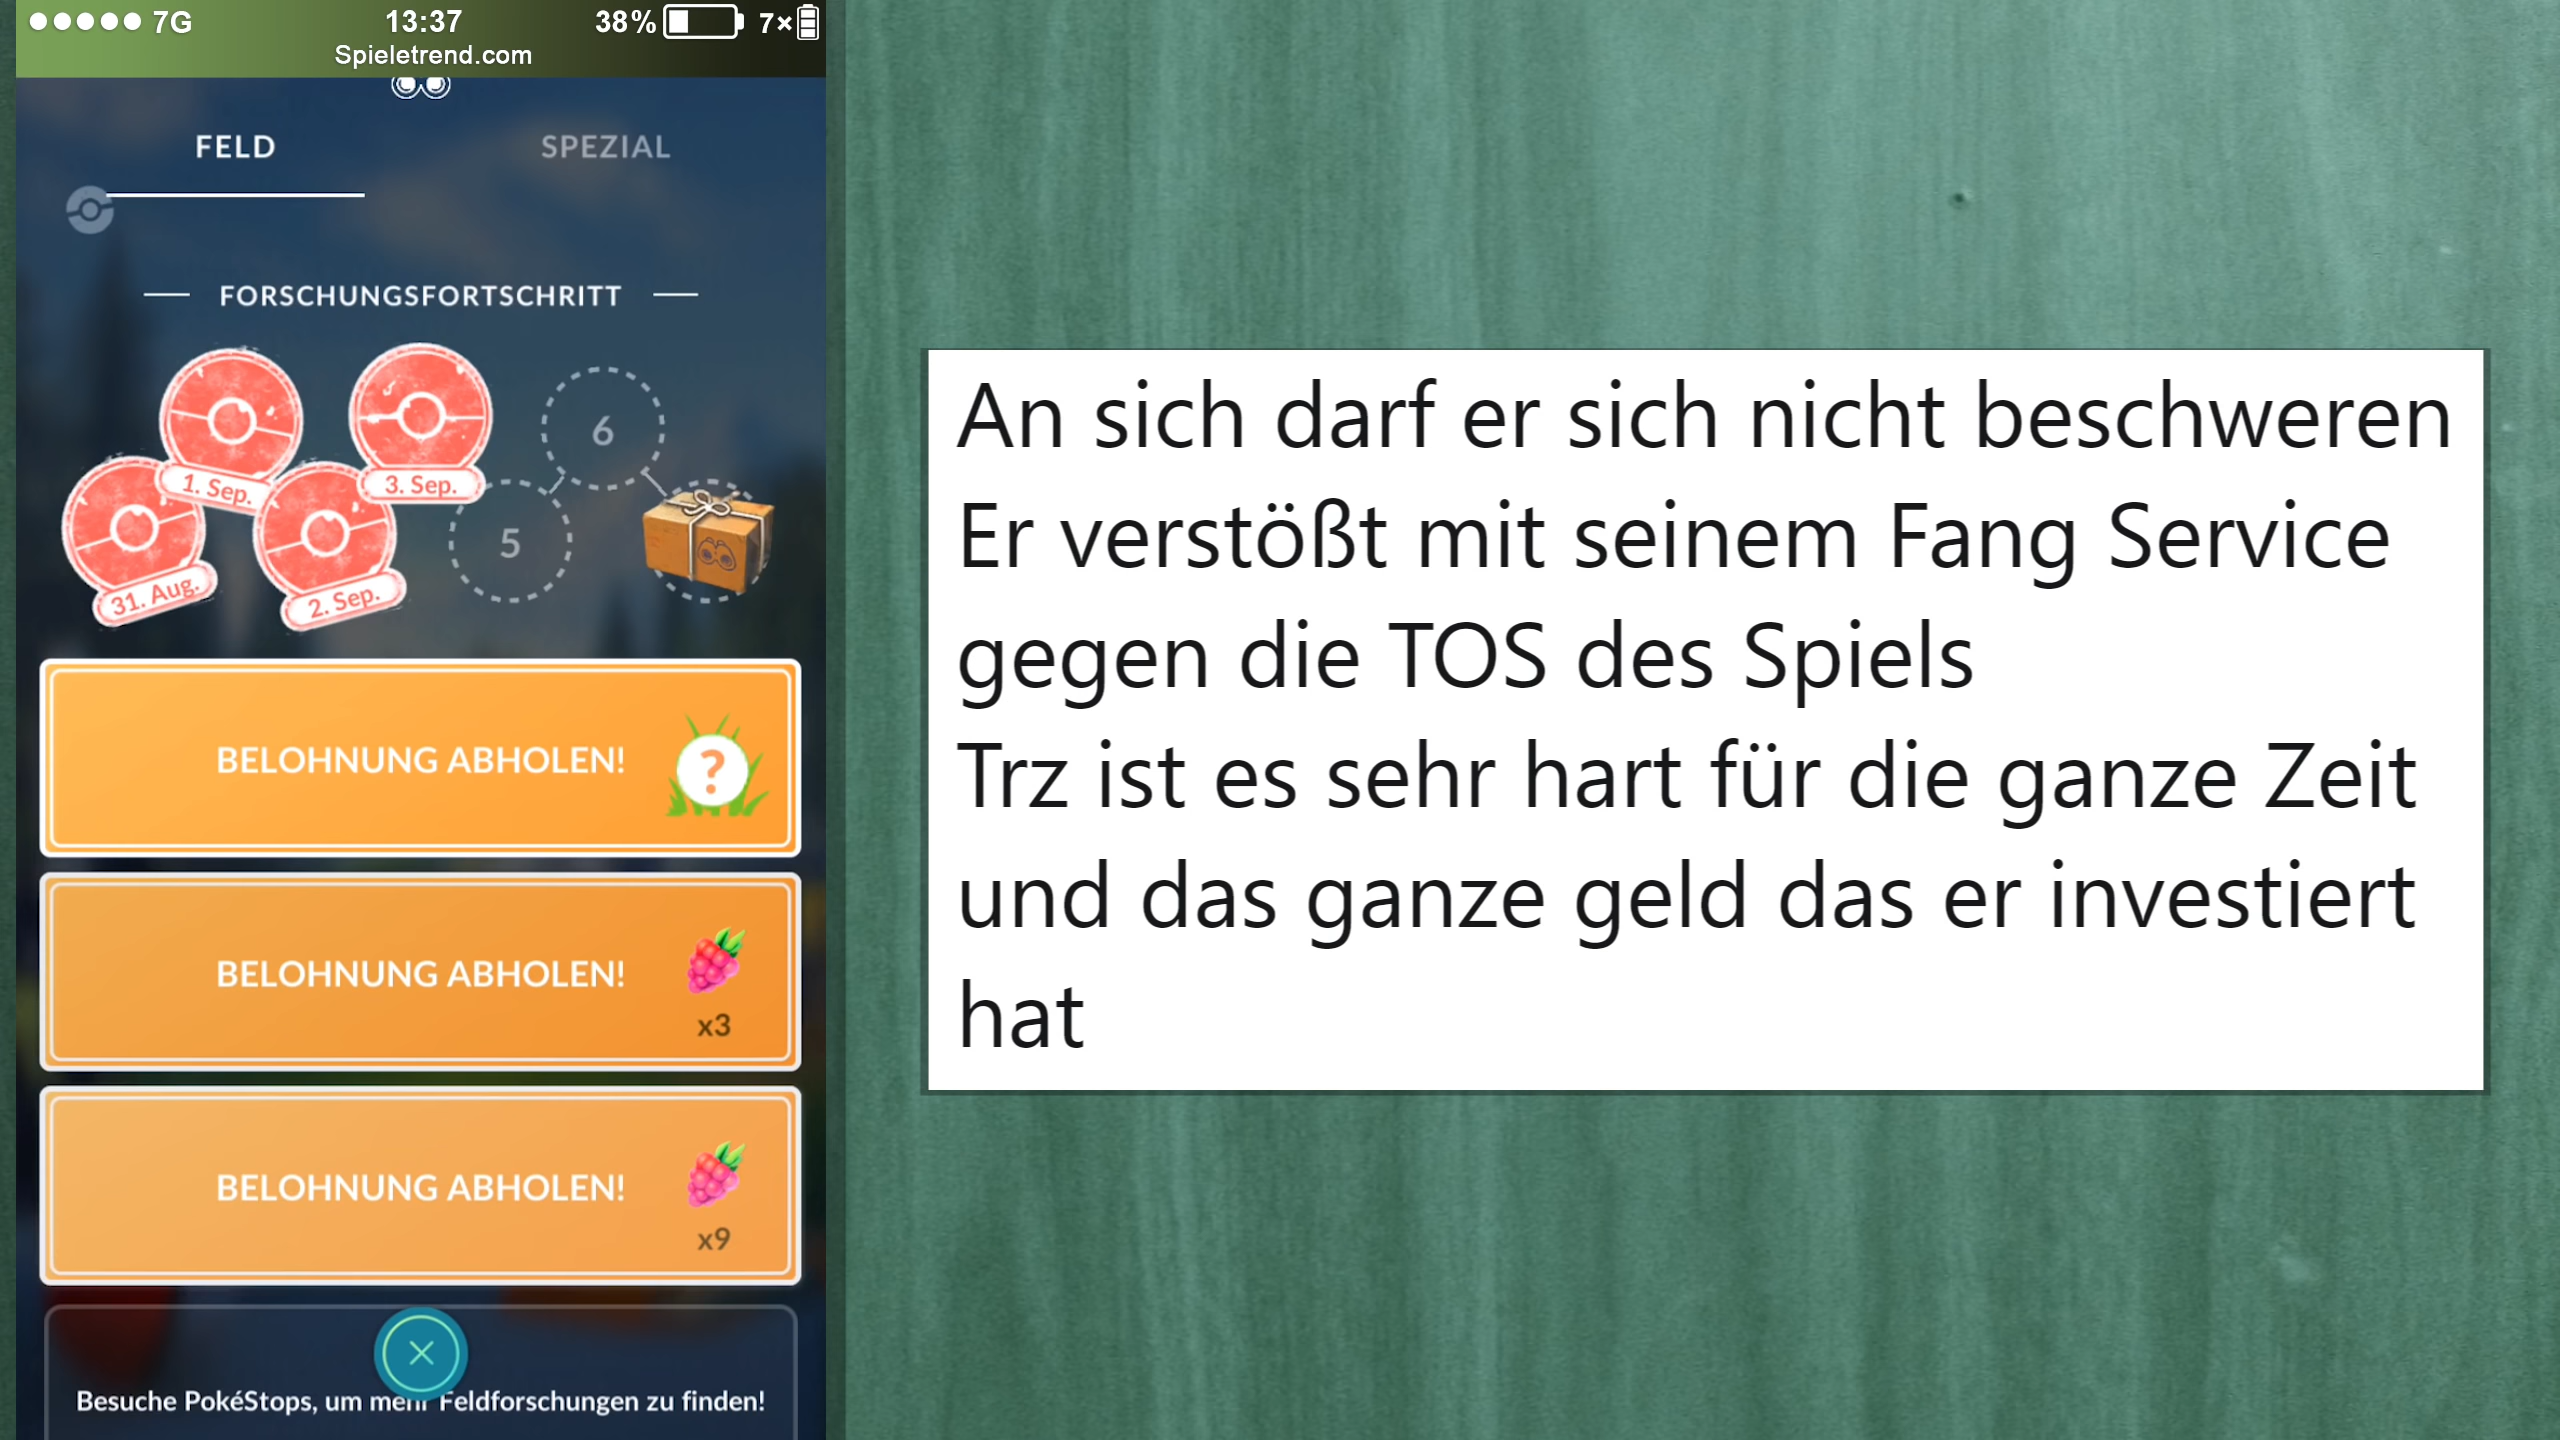 7G 13:37 38% 7×
Spieletrend.com
FELD SPEZIAL
FORSCHUNGSFORTSCHRITT
1. Sep. 3. Sep. 6
31. Aug. 2. Sep. 5
BELOHNUNG ABHOLEN! ?
BELOHNUNG ABHOLEN!
x3
BELOHNUNG ABHOLEN!
x9
Besuche PokéStops, um mehr Feldforschungen zu finden!
An sich darf er sich nicht beschweren
Er verstößt mit seinem Fang Service
gegen die TOS des Spiels
Trz ist es sehr hart für die ganze Zeit
und das ganze geld das er investiert
hat